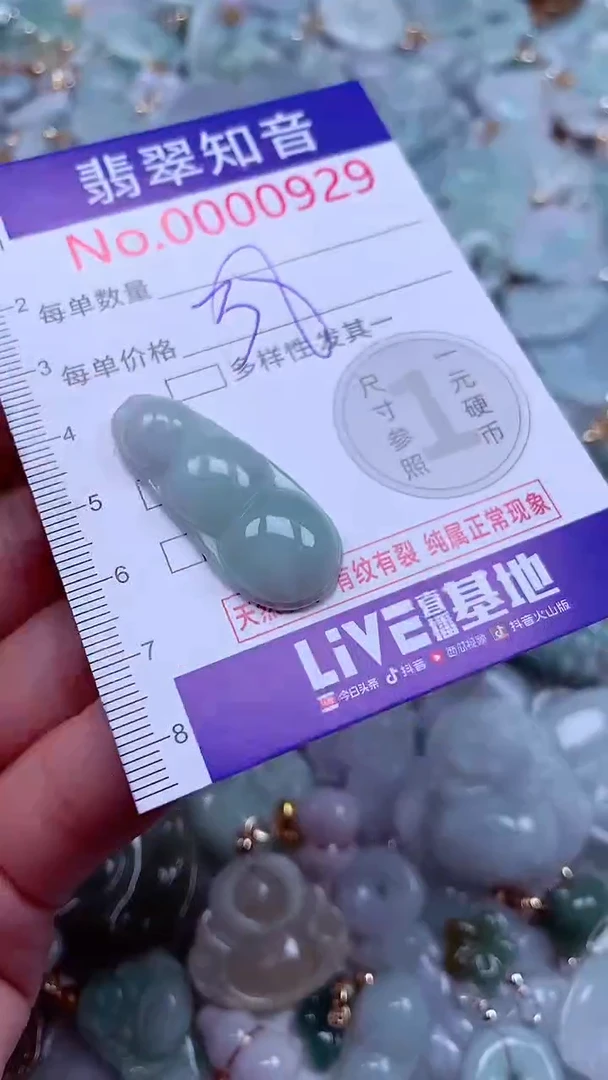 翡翠知音
No.0000929
每单数量
每单价格
多样性 发其一
尺寸参照
1
一元硬币
2
3
4
5
6
7
8
天然 有纹有裂 纯属正常现象
LiVE直播基地
今日头条 抖音 西瓜视频 抖音火山版